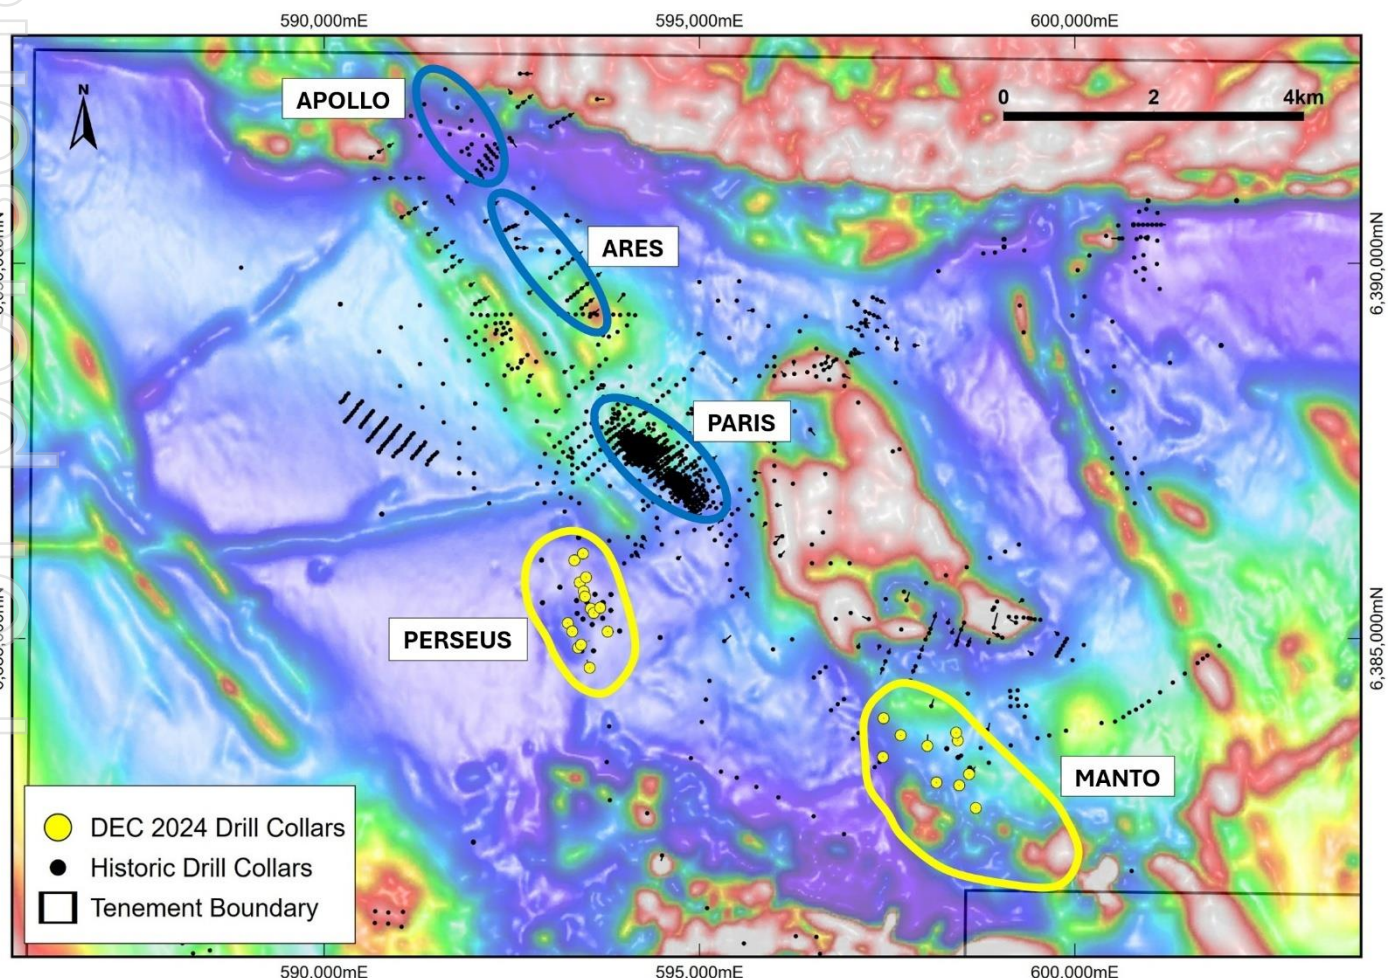 590,000mE
595,000mE
600,000mE
N
APOLLO
0
2
4km
ARES
6,390,000mN
PARIS
PERSEUS
6,385,000mN
MANTO
DEC 2024 Drill Collars
Historic Drill Collars
Tenement Boundary
590,000mE
595,000mE
600,000mE